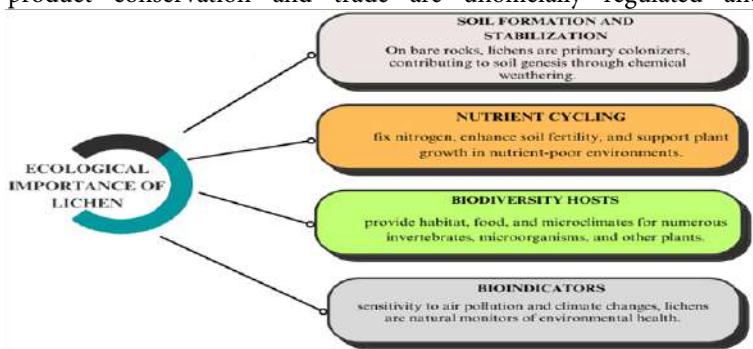 product conservation and trade are unofficially regulated and
SOIL FORMATION AND
STABILIZATION
On bare rocks, lichens are primary colonizers,
contributing to soil genesis through chemical
weathering.
NUTRIENT CYCLING
fix nitrogen, enhance soil fertility, and support plant
growth in nutrient-poor environments.
ECOLOGICAL
IMPORTANCE OF
LICHEN
BIODIVERSITY HOSTS
provide habitat, food, and microclimates for numerous
invertebrates, microorganisms, and other plants.
BIOINDICATORS
sensitivity to air pollution and climate changes, lichens
are natural monitors of environmental health.